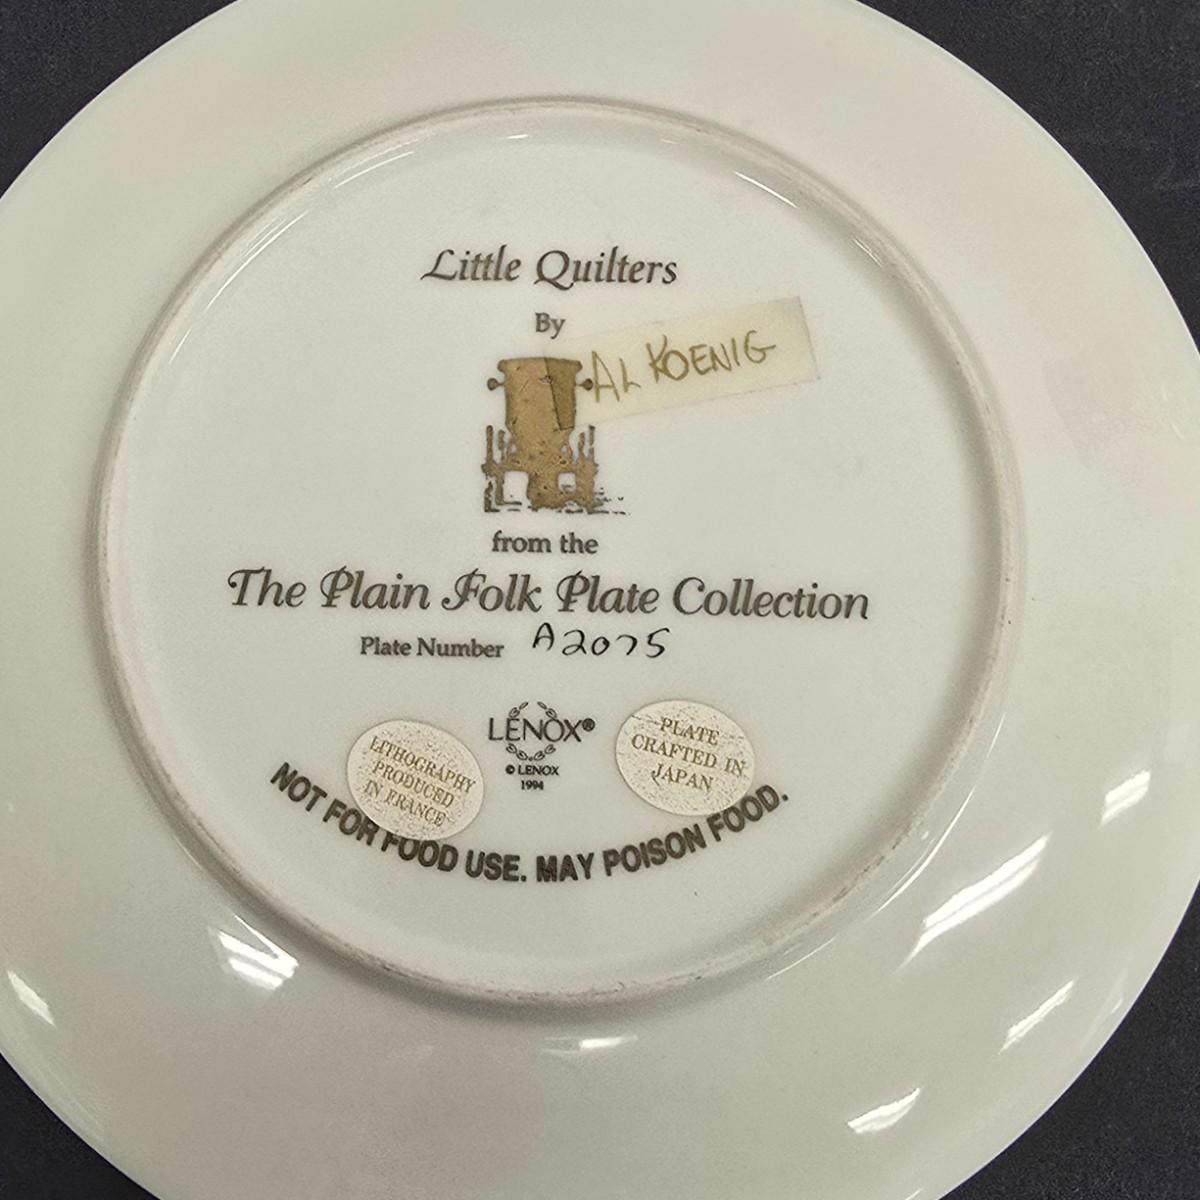 Little Quilters
By
AL KOENIG
from the
The Plain Folk Plate Collection
Plate Number A2075
LENOX®
© LENOX
1994
LITHOGRAPHY
PRODUCED
IN FRANCE
PLATE
CRAFTED IN
JAPAN
NOT FOR FOOD USE. MAY POISON FOOD.